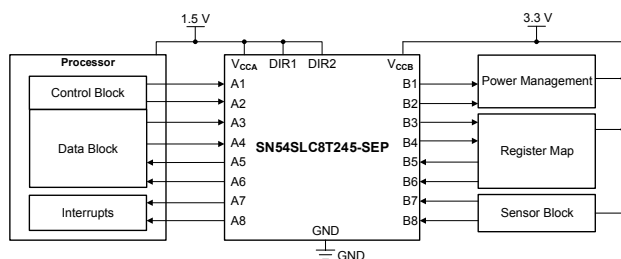 1.5 V
3.3 V
Processor
VCCA DIR1 DIR2 VCCB
Control Block
Data Block
Interrupts
A1
A2
A3
A4
A5
A6
A7
A8
SN54SLC8T245-SEP
B1
B2
B3
B4
B5
B6
B7
B8
GND
GND
Power Management
Register Map
Sensor Block